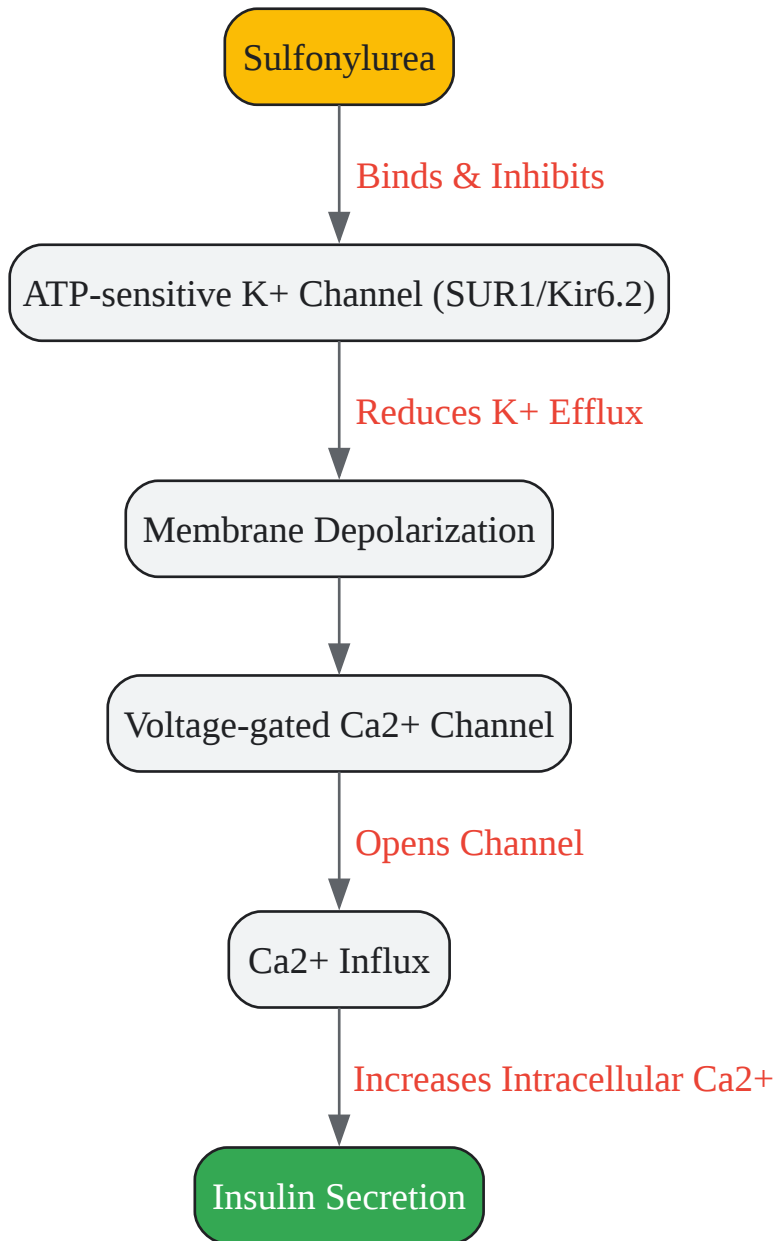 Sulfonylurea
Binds & Inhibits
ATP-sensitive K+ Channel (SUR1/Kir6.2)
Reduces K+ Efflux
Membrane Depolarization
Voltage-gated Ca2+ Channel
Opens Channel
Ca2+ Influx
Increases Intracellular Ca2+
Insulin Secretion